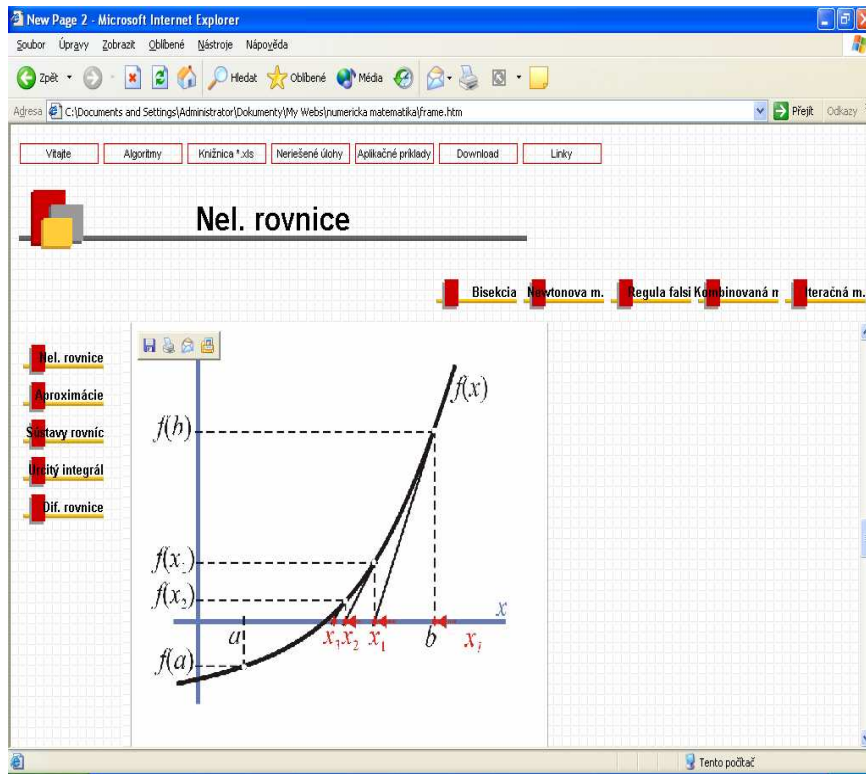 New Page 2 - Microsoft Internet Explorer
Soubor Úpravy Zobrazit Oblíbené Nástroje Nápověda
Zpět Hledat Oblíbené Média
Adresa C:\Documents and Settings\Administrator\Dokumenty\My Webs\numericka matematika\frame.htm Přejít Odkazy
Vitajte Algoritmy Knižnica *.xls Neriešené úlohy Aplikačné príklady Download Linky
Nel. rovnice
Bisekcia Newtonova m. Regula falsi Kombinovaná m Iteračná m.
Nel. rovnice
Aproximácie
Sústavy rovníc
Určitý integrál
Dif. rovnice
f(x)
f(b)
f(x₂)
x
a b
x₂ x₁
f(a)
Tento počítač